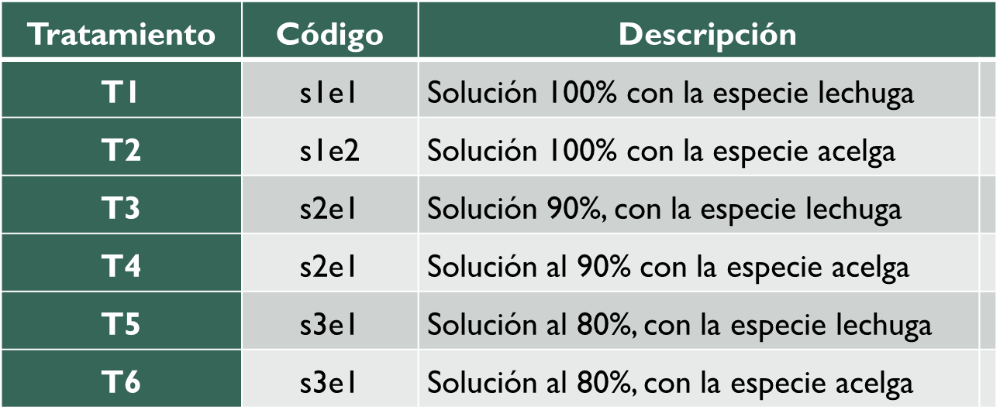 Tratamiento Código Descripción
T1 s1e1 Solución 100% con la especie lechuga
T2 s1e2 Solución 100% con la especie acelga
T3 s2e1 Solución 90%, con la especie lechuga
T4 s2e1 Solución al 90% con la especie acelga
T5 s3e1 Solución al 80%, con la especie lechuga
T6 s3e1 Solución al 80%, con la especie acelga